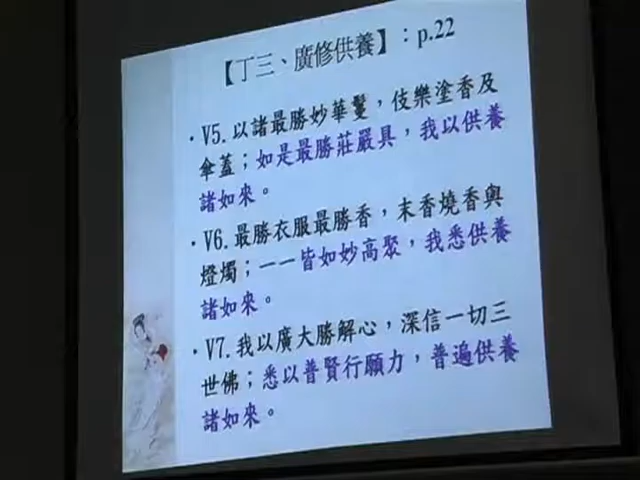 【丁三、廣修供養】：p.22
·V5. 以諸最勝妙華鬘，伎樂塗香及
傘蓋；如是最勝莊嚴具，我以供養
諸如來。
·V6. 最勝衣服最勝香，末香燒香與
燈燭；一一皆如妙高聚，我悉供養
諸如來。
·V7. 我以廣大勝解心，深信一切三
世佛；悉以普賢行願力，普遍供養
諸如來。